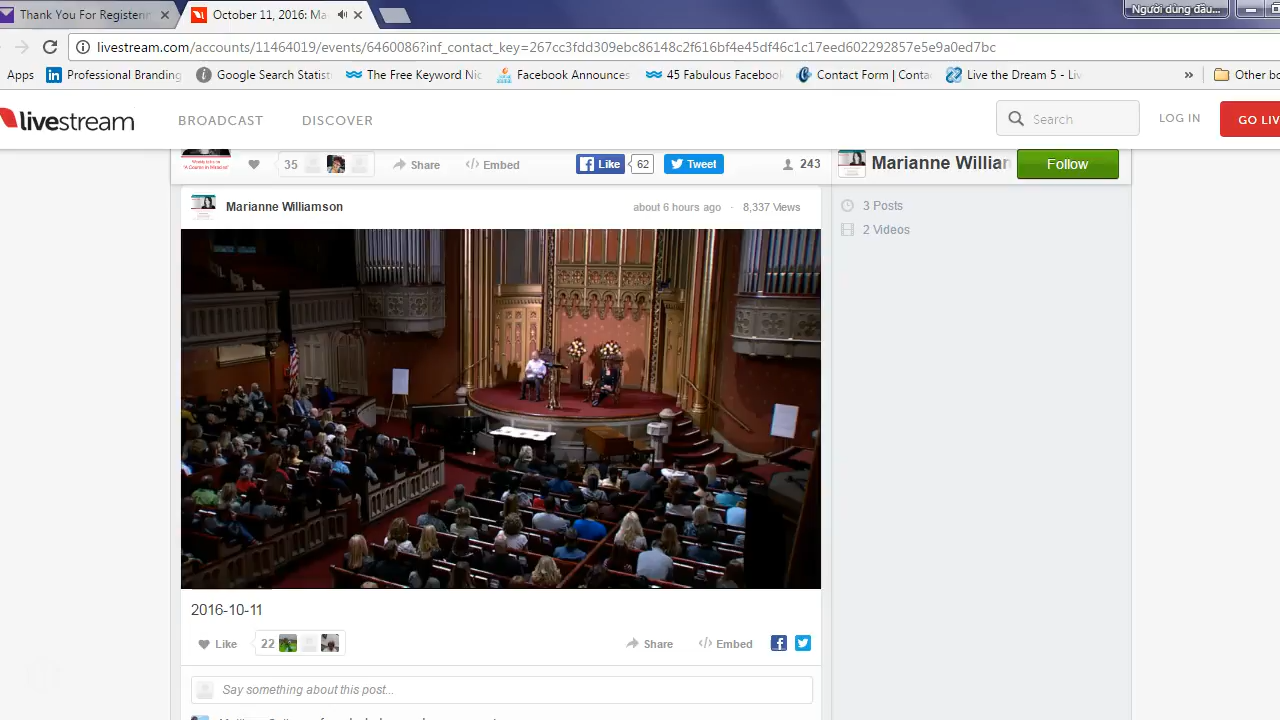 Thank You For Registerin
October 11, 2016: Ma
Người dùng đầu...
livestream.com/accounts/11464019/events/6460086?inf_contact_key=267cc3fdd309ebc86148c2f616bf4e45df46c1c17eed602292857e5e9a0ed7bc
Apps Professional Branding Google Search Statisti The Free Keyword Nic Facebook Announces 45 Fabulous Facebook Contact Form | Conta Live the Dream 5 - Liv » Other bo
livestream BROADCAST DISCOVER Search LOG IN GO LIV
35 Share Embed Like 62 Tweet 243 Marianne Willian Follow
Marianne Williamson about 6 hours ago · 8,337 Views
3 Posts
2 Videos
2016-10-11
Like 22 Share Embed
Say something about this post...